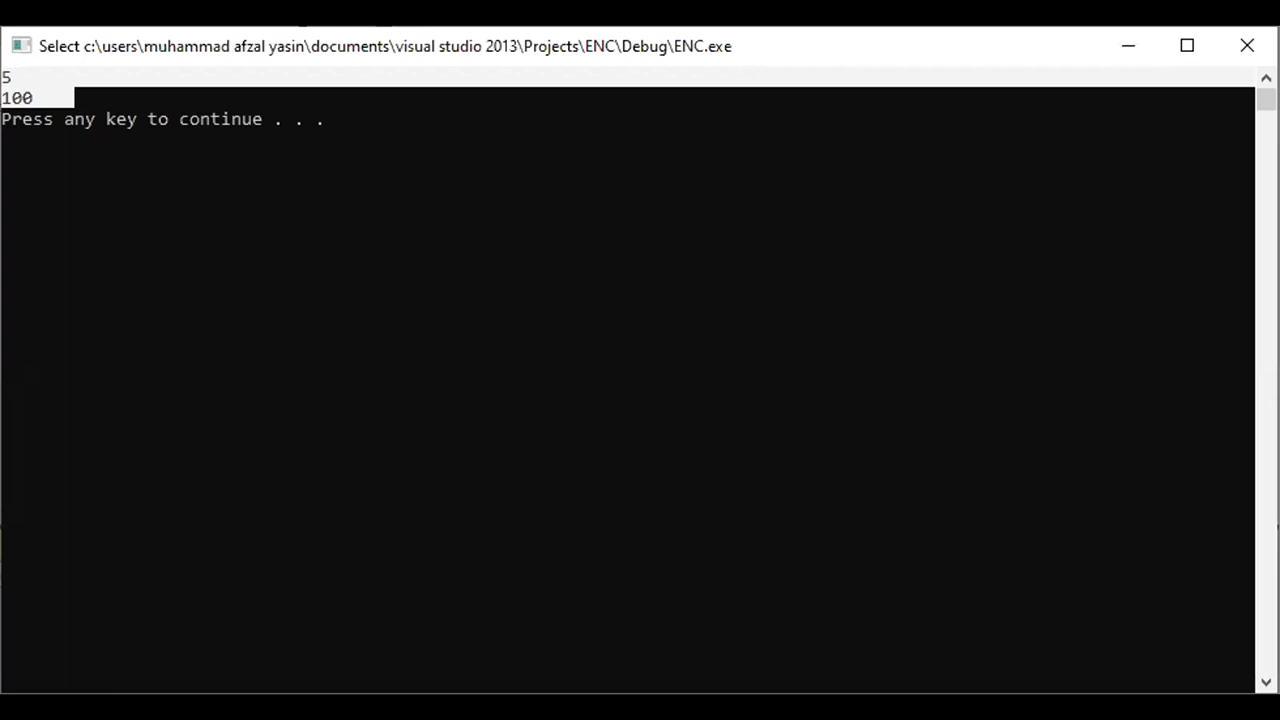 Select c:\users\muhammad afzal yasin\documents\visual studio 2013\Projects\ENC\Debug\ENC.exe
5
100
Press any key to continue . . .